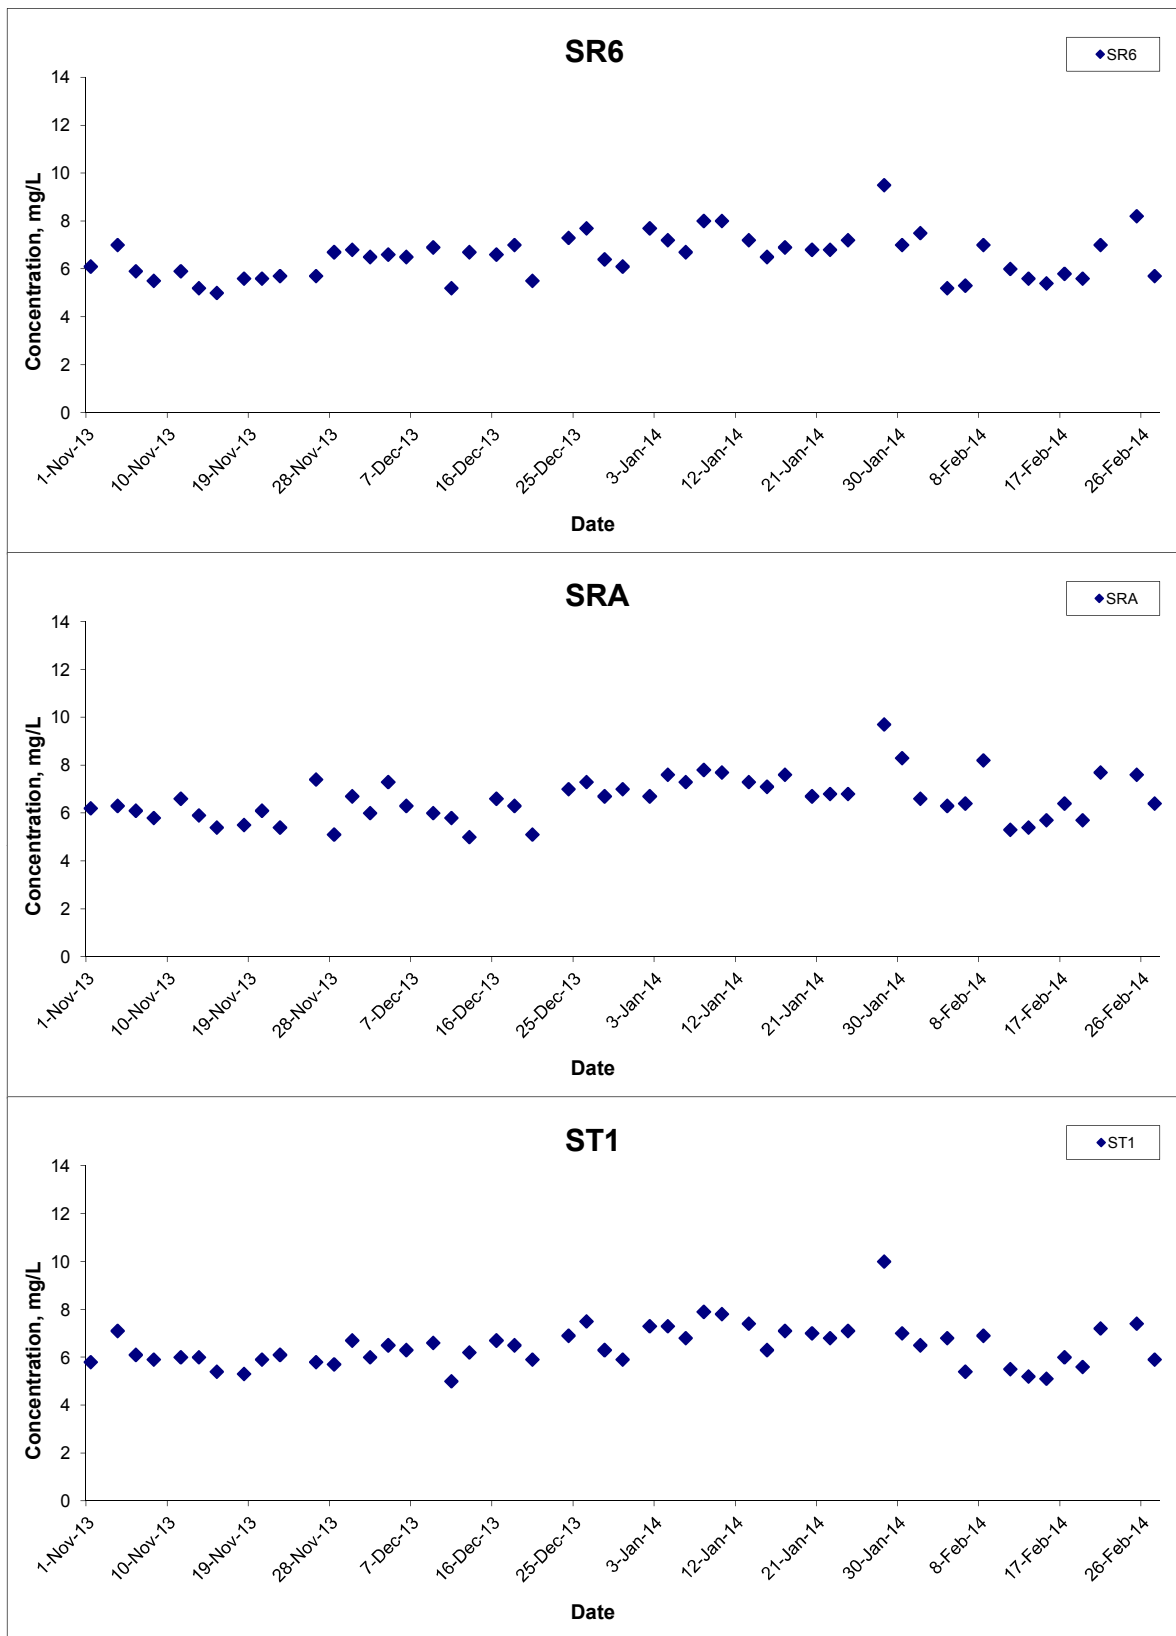 SR6
SR6
14
12
10
8
6
4
2
0
Concentration, mg/L
1-Nov-13
10-Nov-13
19-Nov-13
28-Nov-13
7-Dec-13
16-Dec-13
25-Dec-13
3-Jan-14
12-Jan-14
21-Jan-14
30-Jan-14
8-Feb-14
17-Feb-14
26-Feb-14
Date
SRA
SRA
14
12
10
8
6
4
2
0
Concentration, mg/L
1-Nov-13
10-Nov-13
19-Nov-13
28-Nov-13
7-Dec-13
16-Dec-13
25-Dec-13
3-Jan-14
12-Jan-14
21-Jan-14
30-Jan-14
8-Feb-14
17-Feb-14
26-Feb-14
Date
ST1
ST1
14
12
10
8
6
4
2
0
Concentration, mg/L
1-Nov-13
10-Nov-13
19-Nov-13
28-Nov-13
7-Dec-13
16-Dec-13
25-Dec-13
3-Jan-14
12-Jan-14
21-Jan-14
30-Jan-14
8-Feb-14
17-Feb-14
26-Feb-14
Date